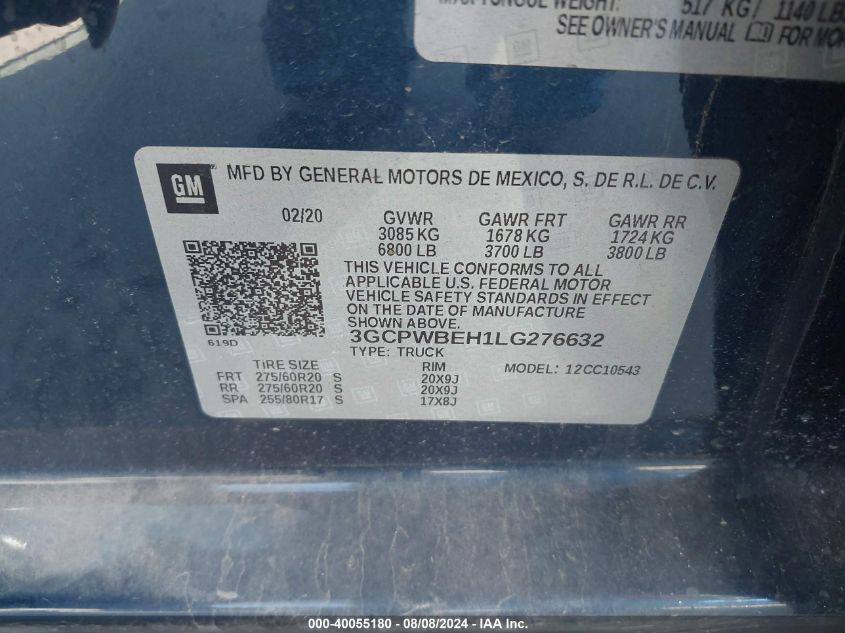 517 KG / 1140 LB
SEE OWNER'S MANUAL FOR MOR
GM MFD BY GENERAL MOTORS DE MEXICO, S. DE R.L. DE C.V.
02/20 GVWR GAWR FRT GAWR RR
3085 KG 1678 KG 1724 KG
6800 LB 3700 LB 3800 LB
THIS VEHICLE CONFORMS TO ALL
APPLICABLE U.S. FEDERAL MOTOR
VEHICLE SAFETY STANDARDS IN EFFECT
ON THE DATE OF MANUFACTURE
SHOWN ABOVE.
619D 3GCPWBEH1LG276632
TYPE: TRUCK
TIRE SIZE RIM MODEL: 12CC10543
FRT 275/60R20 S 20X9J
RR 275/60R20 S 20X9J
SPA 255/80R17 S 17X8J
100 - 40055180 - 08/08/2024 - IAA Inc.